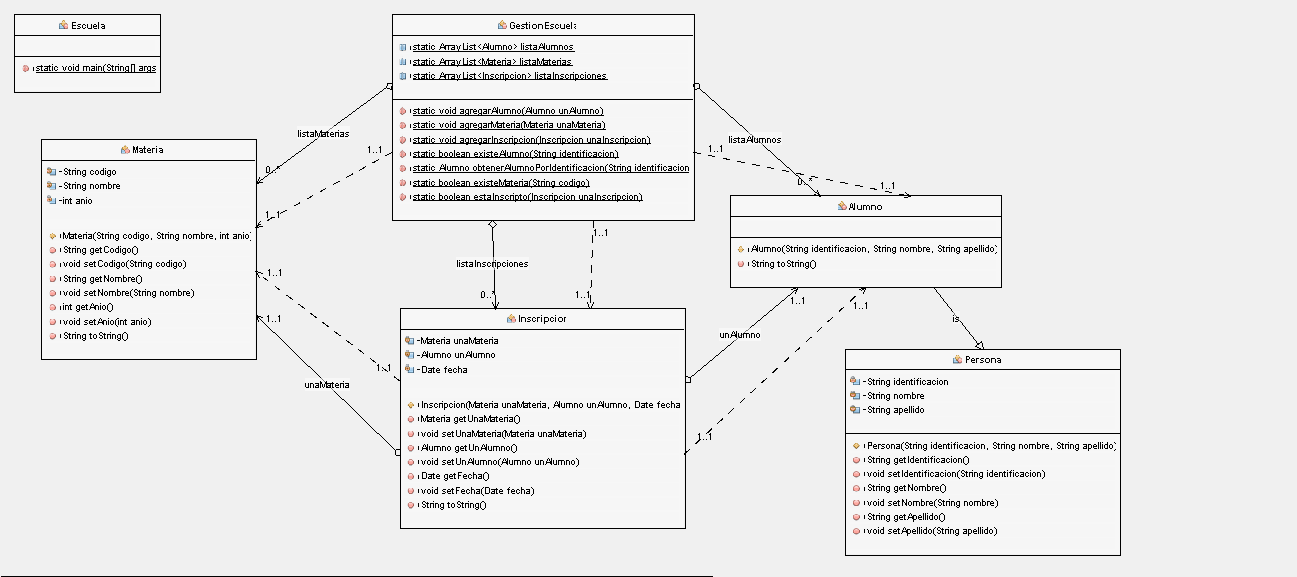 Escuela
static void main(String[] args
GestionEscuela
static ArrayList<Alumno> listaAlumnos
static ArrayList<Materia> listaMaterias
static ArrayList<Inscripcion> listaInscripciones
static void agregarAlumno(Alumno unAlumno)
static void agregarMateria(Materia unaMateria)
static void agregarInscripcion(Inscripcion unaInscripcion)
static boolean existeAlumno(String identificacion)
static Alumno obtenerAlumnoPorIdentificacion(String identificacion
static boolean existeMateria(String codigo)
static boolean estaInscripto(Inscripcion unaInscripcion)
listaMaterias
0..*
1..1
1..1
listaAlumnos
0..*
1..1
1..1
Materia
-String codigo
-String nombre
-int anio
Materia(String codigo, String nombre, int anio)
String getCodigo()
void setCodigo(String codigo)
String getNombre()
void setNombre(String nombre)
int getAnio()
void setAnio(int anio)
String toString()
Alumno
Alumno(String identificacion, String nombre, String apellido)
String toString()
listaInscripciones
0..*
1..1
1..1
1..1
1..1
1..1
unaMateria
Inscripcion
-Materia unaMateria
-Alumno unAlumno
-Date fecha
Inscripcion(Materia unaMateria, Alumno unAlumno, Date fecha
Materia getUnaMateria()
void setUnaMateria(Materia unaMateria)
Alumno getUnAlumno()
void setUnAlumno(Alumno unAlumno)
Date getFecha()
void setFecha(Date fecha)
String toString()
unAlumno
1..1
1..1
1..1
is
Persona
-String identificacion
-String nombre
-String apellido
Persona(String identificacion, String nombre, String apellido)
String getIdentificacion()
void setIdentificacion(String identificacion)
String getNombre()
void setNombre(String nombre)
String getApellido()
void setApellido(String apellido)